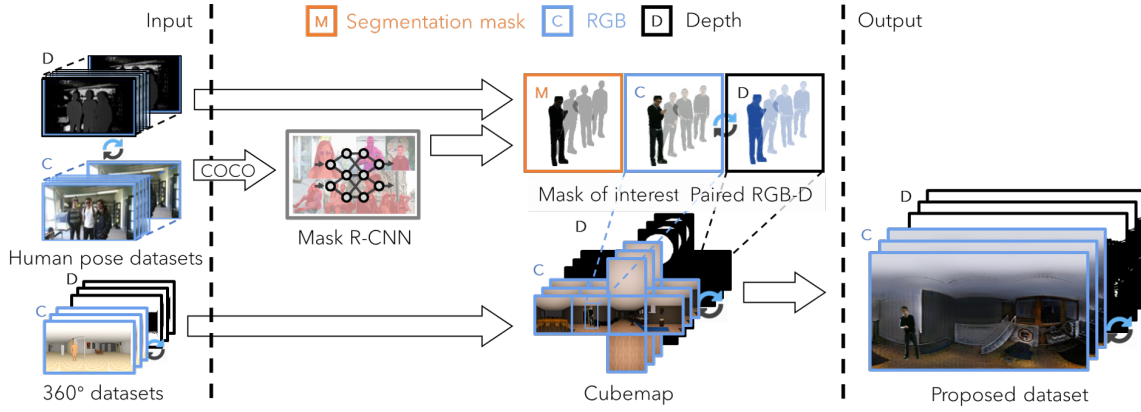 Input
M Segmentation mask
C RGB
D Depth
Output
D
C
Human pose datasets
COCO
Mask R-CNN
M
C
D
Mask of interest Paired RGB-D
D
C
360° datasets
D
C
Cubemap
D
C
Proposed dataset